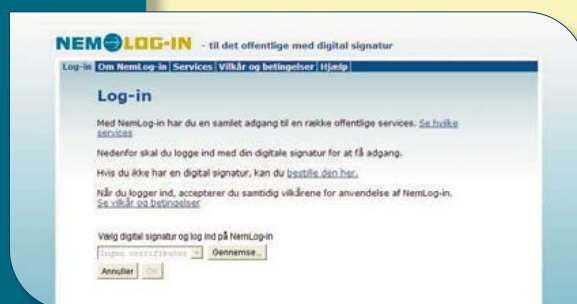 NEMLOG-IN - til det offentlige med digital signatur
Log-in Om NemLog-in Services Vilkår og betingelser Hjælp
Log-in
Med NemLog-in har du en samlet adgang til en række offentlige services. Se hvilke
services
Nedenfor skal du logge ind med din digitale signatur for at få adgang.
Hvis du ikke har en digital signatur, kan du bestille den her.
Når du logger ind, accepterer du samtidig vilkårene for anvendelse af NemLog-in.
Se vilkår og betingelser
Vælg digital signatur og log ind på NemLog-in
Ingen certifikater Gennemse...
Annuller OK